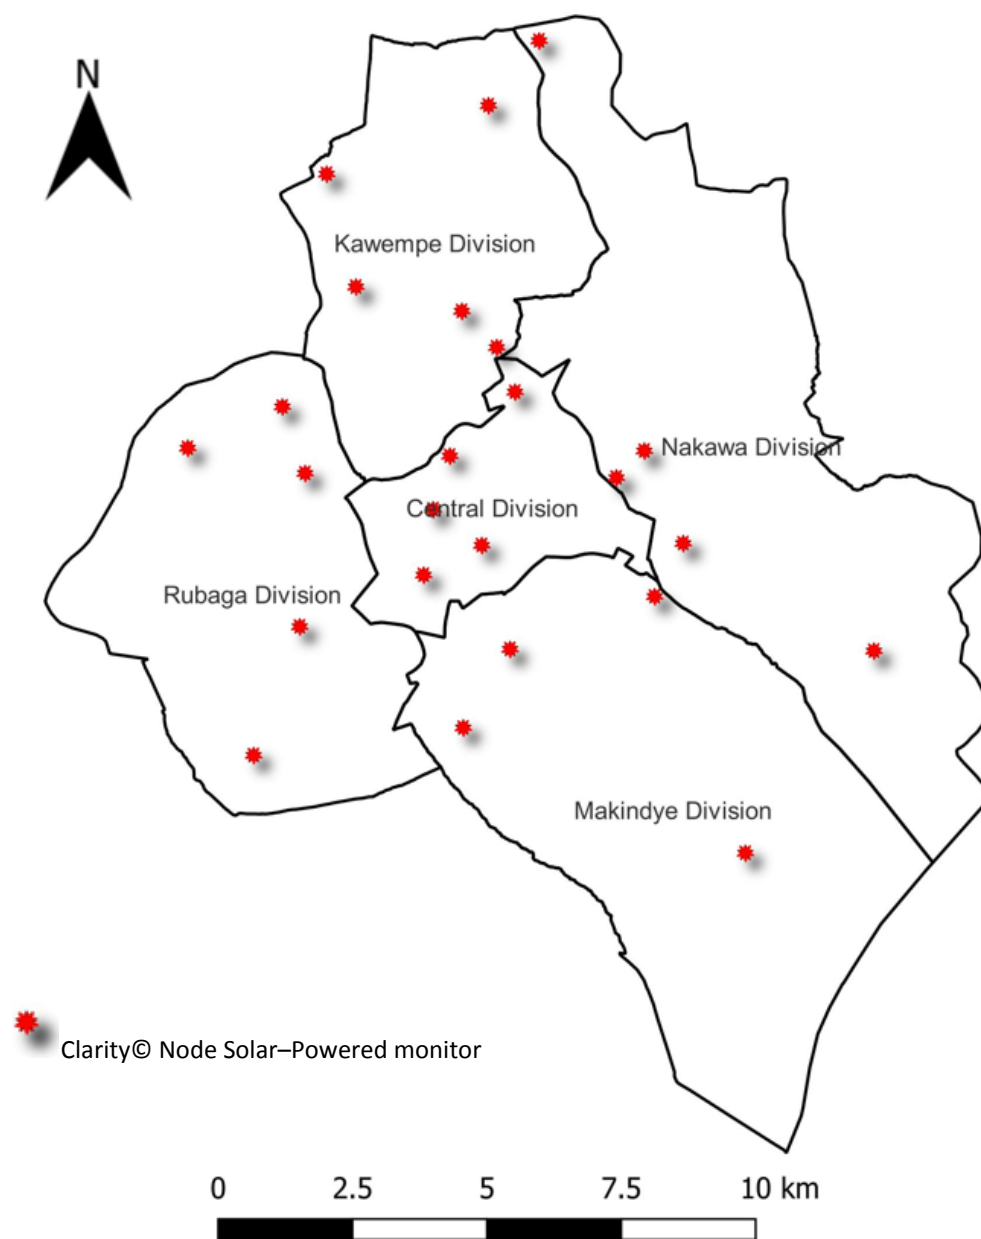 N
Kawempe Division
Nakawa Division
Central Division
Rubaga Division
Makindye Division
Clarity© Node Solar–Powered monitor
0 2.5 5 7.5 10 km